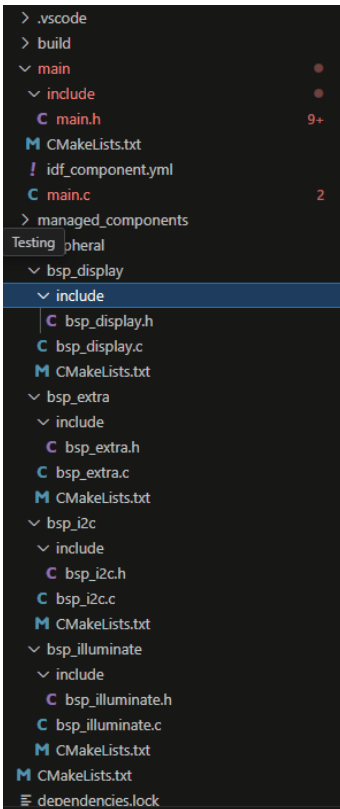 .vscode
build
main
include
C main.h 9+
M CMakeLists.txt
! idf_component.yml
C main.c 2
managed_components
Testing pheral
bsp_display
include
C bsp_display.h
C bsp_display.c
M CMakeLists.txt
bsp_extra
include
C bsp_extra.h
C bsp_extra.c
M CMakeLists.txt
bsp_i2c
include
C bsp_i2c.h
C bsp_i2c.c
M CMakeLists.txt
bsp_illuminate
include
C bsp_illuminate.h
C bsp_illuminate.c
M CMakeLists.txt
M CMakeLists.txt
dependencies.lock